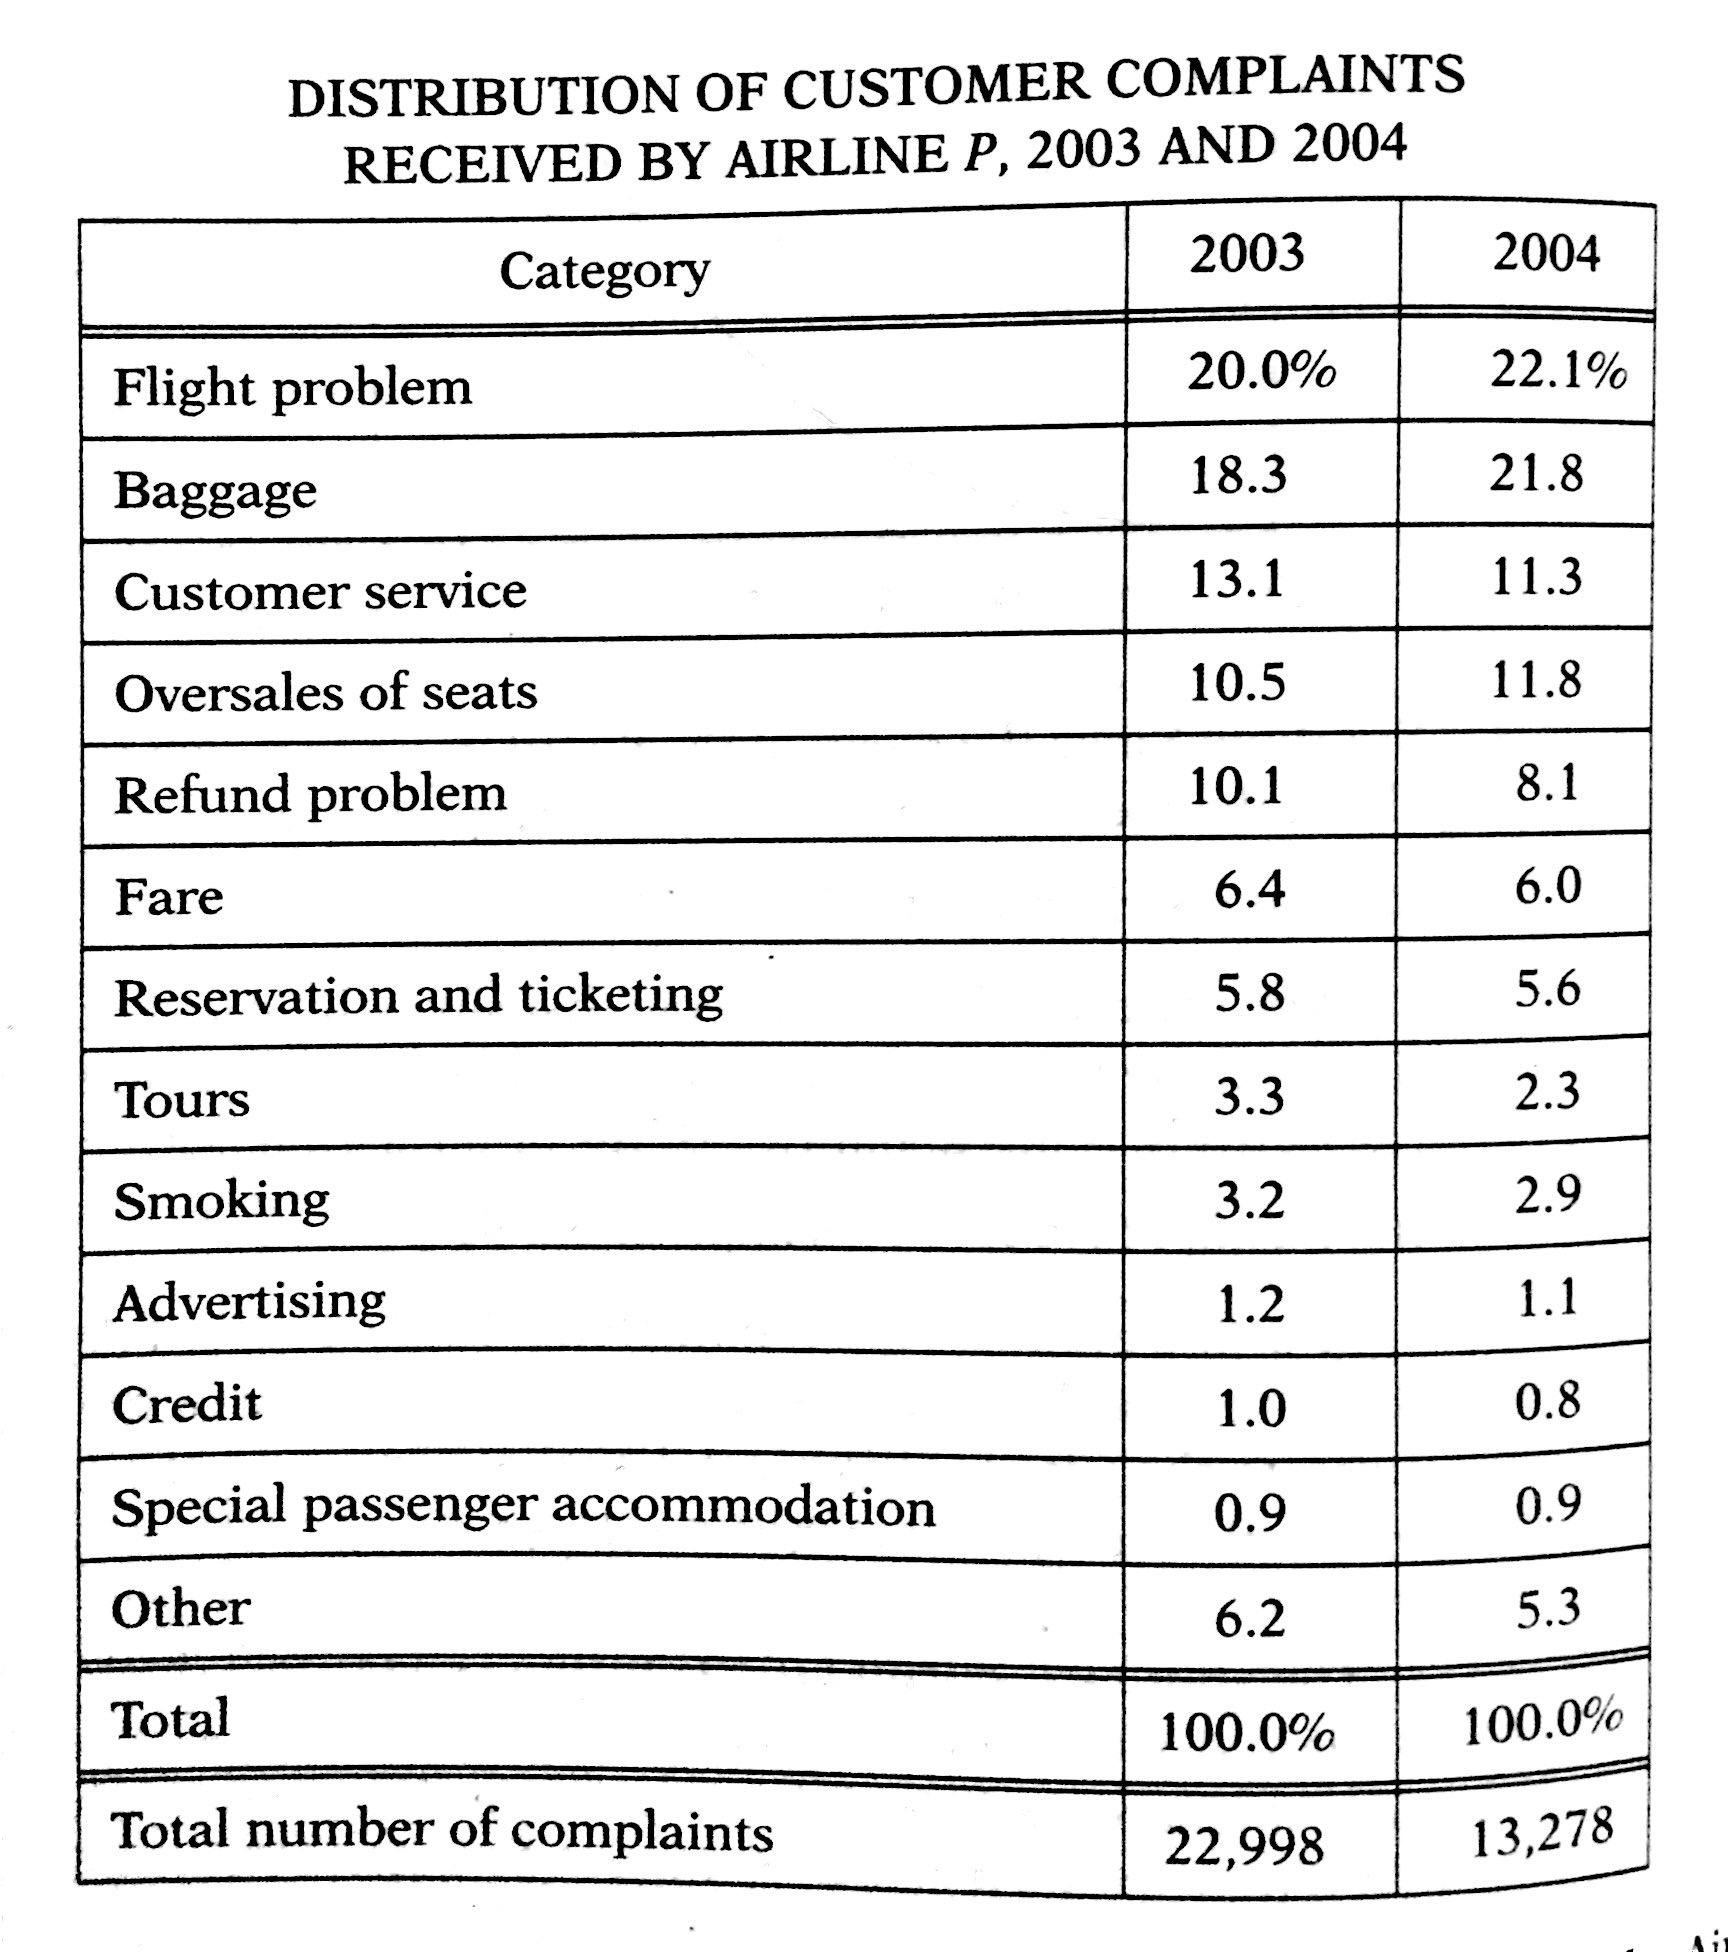 DISTRIBUTION OF CUSTOMER COMPLAINTS
RECEIVED BY AIRLINE P, 2003 AND 2004
Category 2003 2004
Flight problem 20.0% 22.1%
Baggage 18.3 21.8
Customer service 13.1 11.3
Oversales of seats 10.5 11.8
Refund problem 10.1 8.1
Fare 6.4 6.0
Reservation and ticketing 5.8 5.6
Tours 3.3 2.3
Smoking 3.2 2.9
Advertising 1.2 1.1
Credit 1.0 0.8
Special passenger accommodation 0.9 0.9
Other 6.2 5.3
Total 100.0% 100.0%
Total number of complaints 22,998 13,278